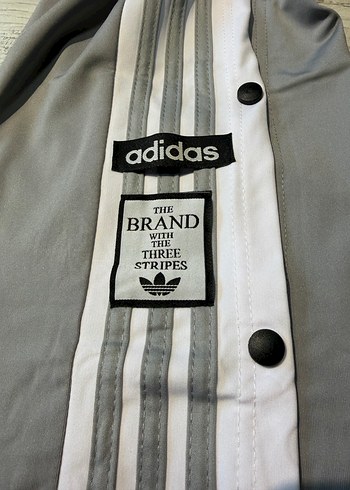 adidas
THE
BRAND
WITH
THE
THREE
STRIPES